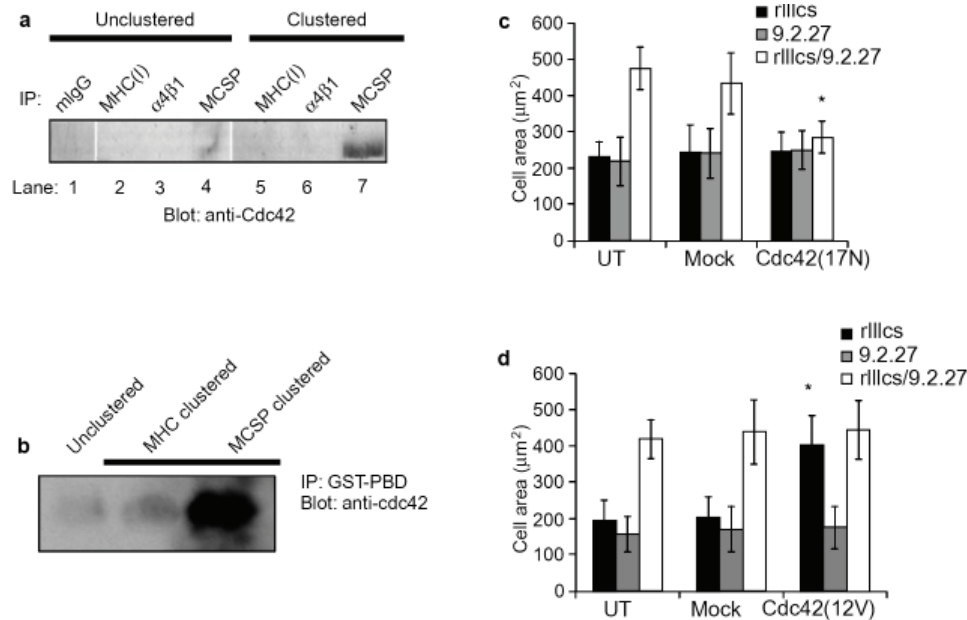 a
Unclustered Clustered
IP: mIgG MHC(I) α4β1 MCSP MHC(I) α4β1 MCSP
Lane: 1 2 3 4 5 6 7
Blot: anti-Cdc42
b
Unclustered MHC clustered MCSP clustered
IP: GST-PBD
Blot: anti-cdc42
c
rIIIcs
9.2.27
rIIIcs/9.2.27
Cell area (µm²)
600
500
400
300
200
100
0
*
UT Mock Cdc42(17N)
d
rIIIcs
9.2.27
rIIIcs/9.2.27
Cell area (µm²)
600
500
400
300
200
100
0
*
UT Mock Cdc42(12V)